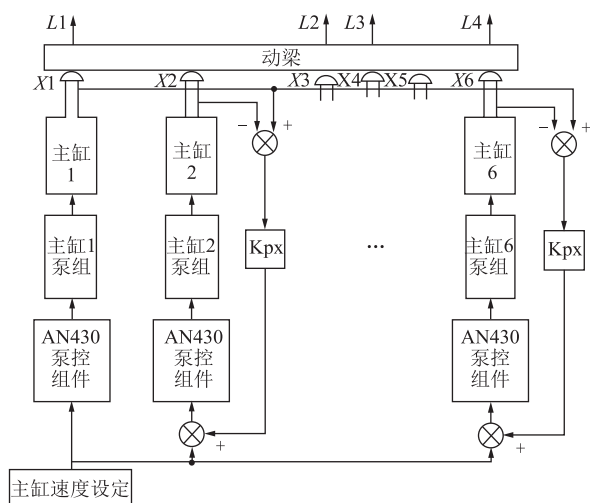 L1 L2 L3 L4
动梁
X1 X2 X3 X4 X5 X6
− + − +
主缸 1
主缸 2
主缸 6
主缸1 泵组
主缸2 泵组
主缸6 泵组
Kpx
...
Kpx
AN430 泵控 组件
AN430 泵控 组件
AN430 泵控 组件
+ +
主缸速度设定